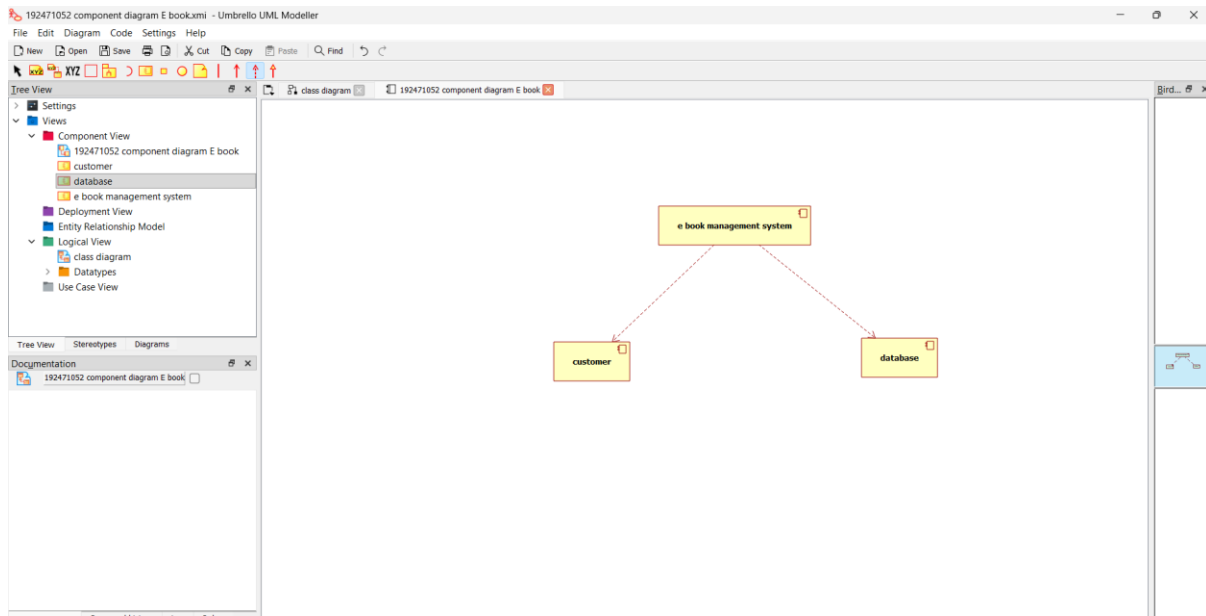 192471052 component diagram E book.xmi - Umbrello UML Modeller
File Edit Diagram Code Settings Help
New Open Save Cut Copy Paste Find
XYZ XYZ
Tree View
class diagram 192471052 component diagram E book
Bird...
Settings
Views
Component View
192471052 component diagram E book
customer
database
e book management system
Deployment View
Entity Relationship Model
Logical View
class diagram
Datatypes
Use Case View
e book management system
customer
database
Tree View Stereotypes Diagrams
Documentation
192471052 component diagram E book